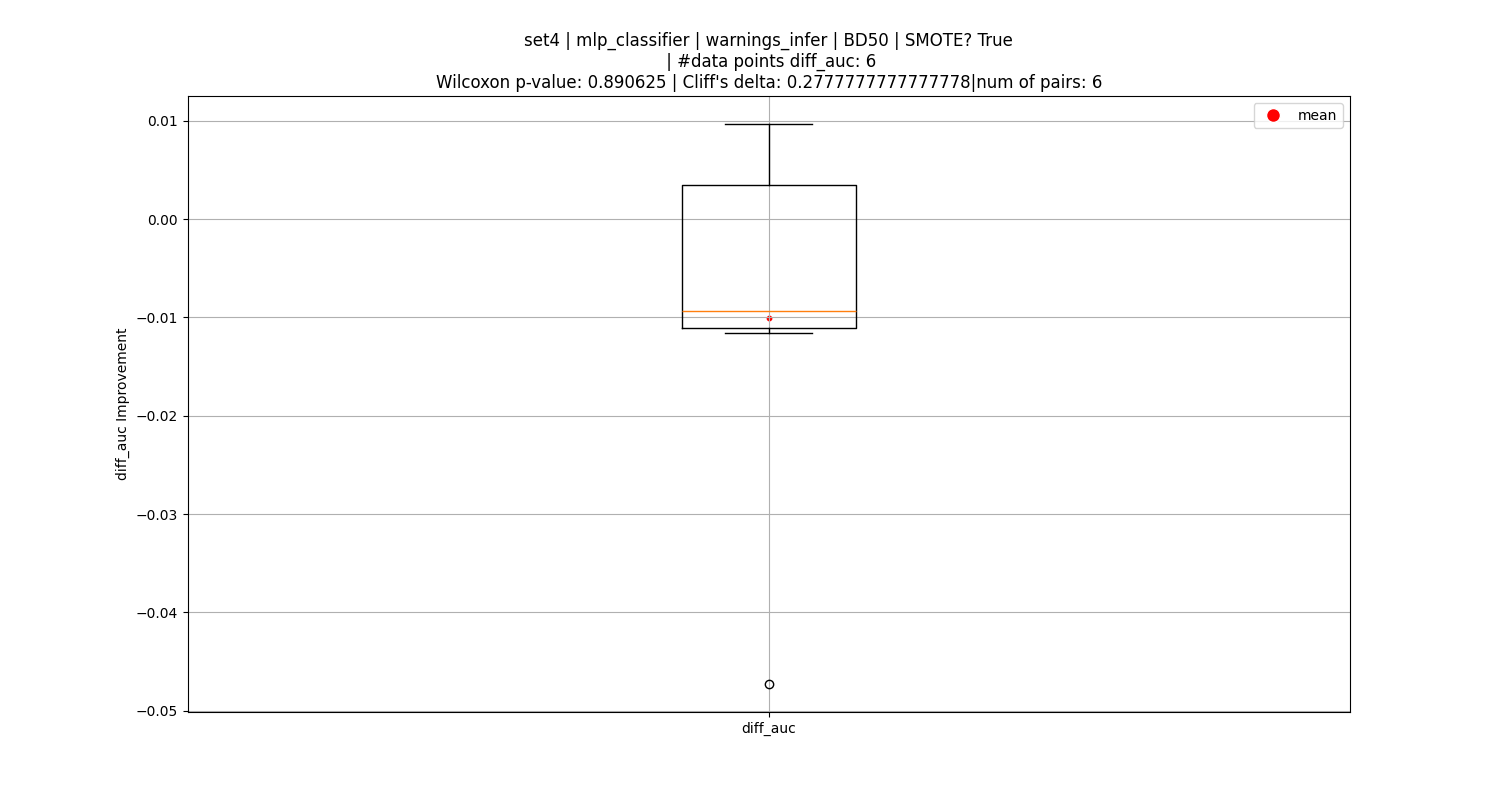 set4 | mlp_classifier | warnings_infer | BD50 | SMOTE? True
| #data points diff_auc: 6
Wilcoxon p-value: 0.890625 | Cliff's delta: 0.2777777777777778|num of pairs: 6
mean
0.01
0.00
−0.01
−0.02
−0.03
−0.04
−0.05
diff_auc Improvement
diff_auc